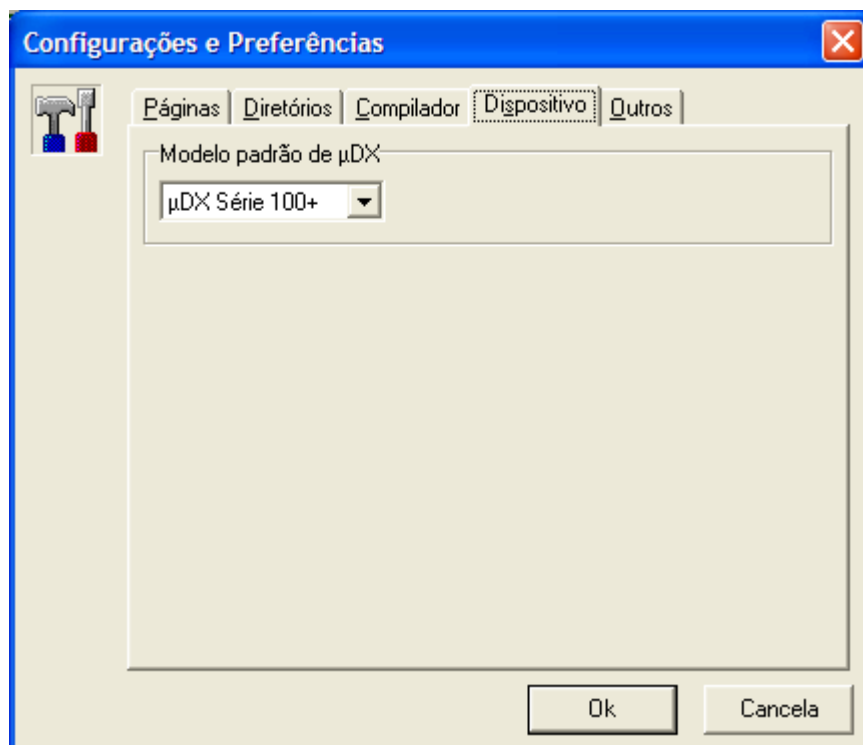 Configurações e Preferências
Páginas Diretórios Compilador Dispositivo Outros
Modelo padrão de µDX
µDX Série 100+
Ok Cancela